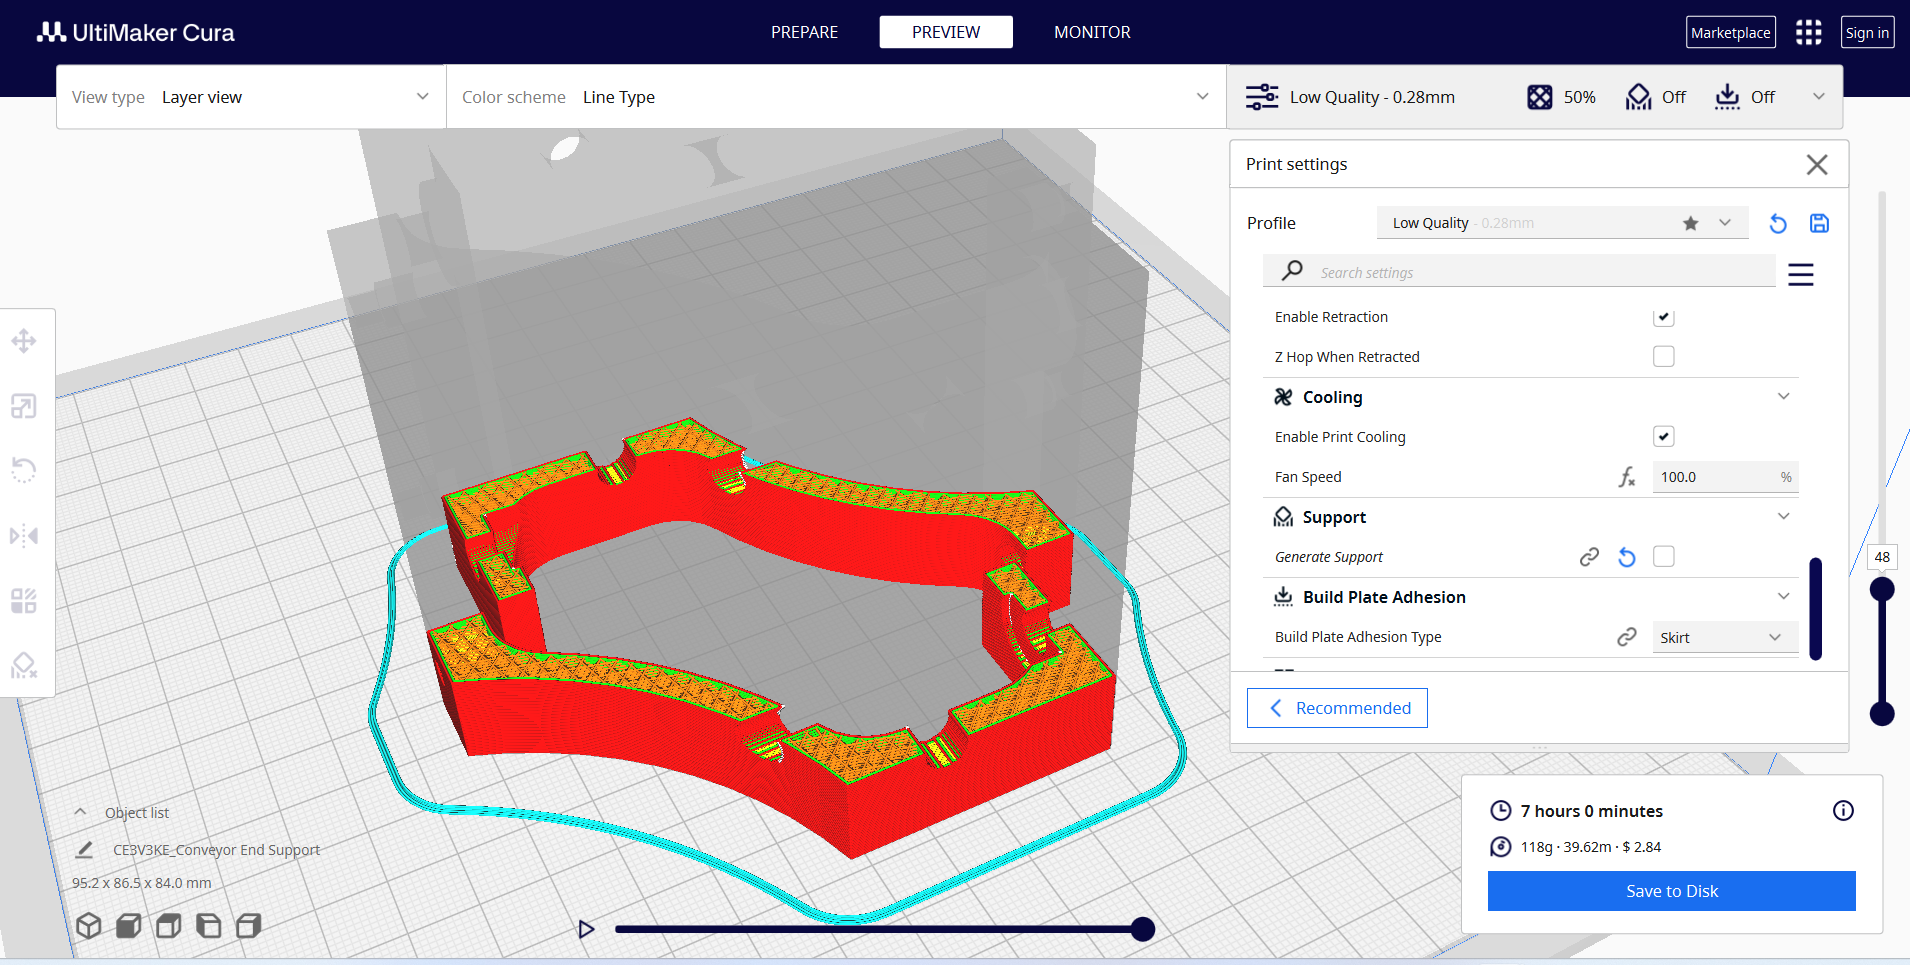 UltiMaker Cura
PREPARE PREVIEW MONITOR
Marketplace Sign in
View type Layer view
Color scheme Line Type
Low Quality - 0.28mm 50% Off Off
Print settings
Profile Low Quality - 0.28mm
Search settings
Enable Retraction
Z Hop When Retracted
Cooling
Enable Print Cooling
Fan Speed fx 100.0 %
Support
Generate Support
48
Build Plate Adhesion
Build Plate Adhesion Type Skirt
Recommended
Object list
CE3V3KE_Conveyor End Support
95.2 x 86.5 x 84.0 mm
7 hours 0 minutes
118g · 39.62m · $ 2.84
Save to Disk